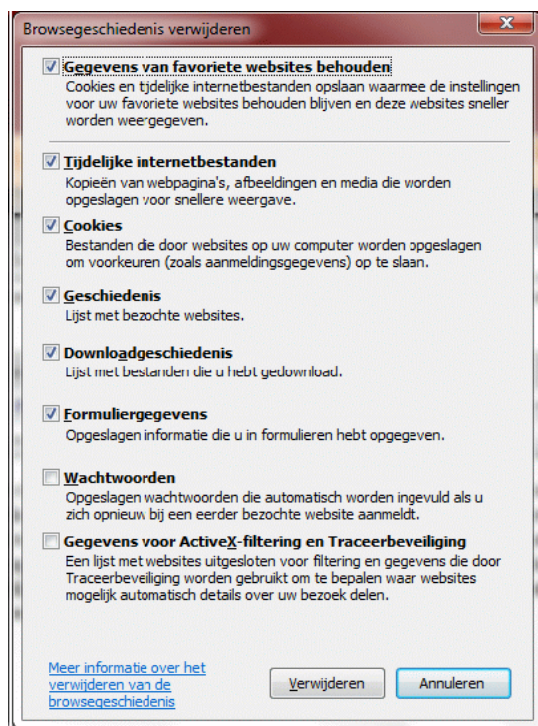 Browsegeschiedenis verwijderen
Gegevens van favoriete websites behouden
Cookies en tijdelijke internetbestanden opslaan waarmee de instellingen
voor uw favoriete websites behouden blijven en deze websites sneller
worden weergegeven.
Tijdelijke internetbestanden
Kopieën van webpagina's, afbeeldingen en media die worden
opgeslagen voor snellere weergave.
Cookies
Bestanden die door websites op uw computer worden opgeslagen
om voorkeuren (zoals aanmeldingsgegevens) op te slaan.
Geschiedenis
Lijst met bezochte websites.
Downloadgeschiedenis
Lijst met bestanden die u hebt gedownload.
Formuliergegevens
Opgeslagen informatie die u in formulieren hebt opgegeven.
Wachtwoorden
Opgeslagen wachtwoorden die automatisch worden ingevuld als u
zich opnieuw bij een eerder bezochte website aanmeldt.
Gegevens voor ActiveX-filtering en Traceerbeveiliging
Een lijst met websites uitgesloten voor filtering en gegevens die door
Traceerbeveiliging worden gebruikt om te bepalen waar websites
mogelijk automatisch details over uw bezoek delen.
Meer informatie over het
verwijderen van de
browsegeschiedenis
Verwijderen
Annuleren